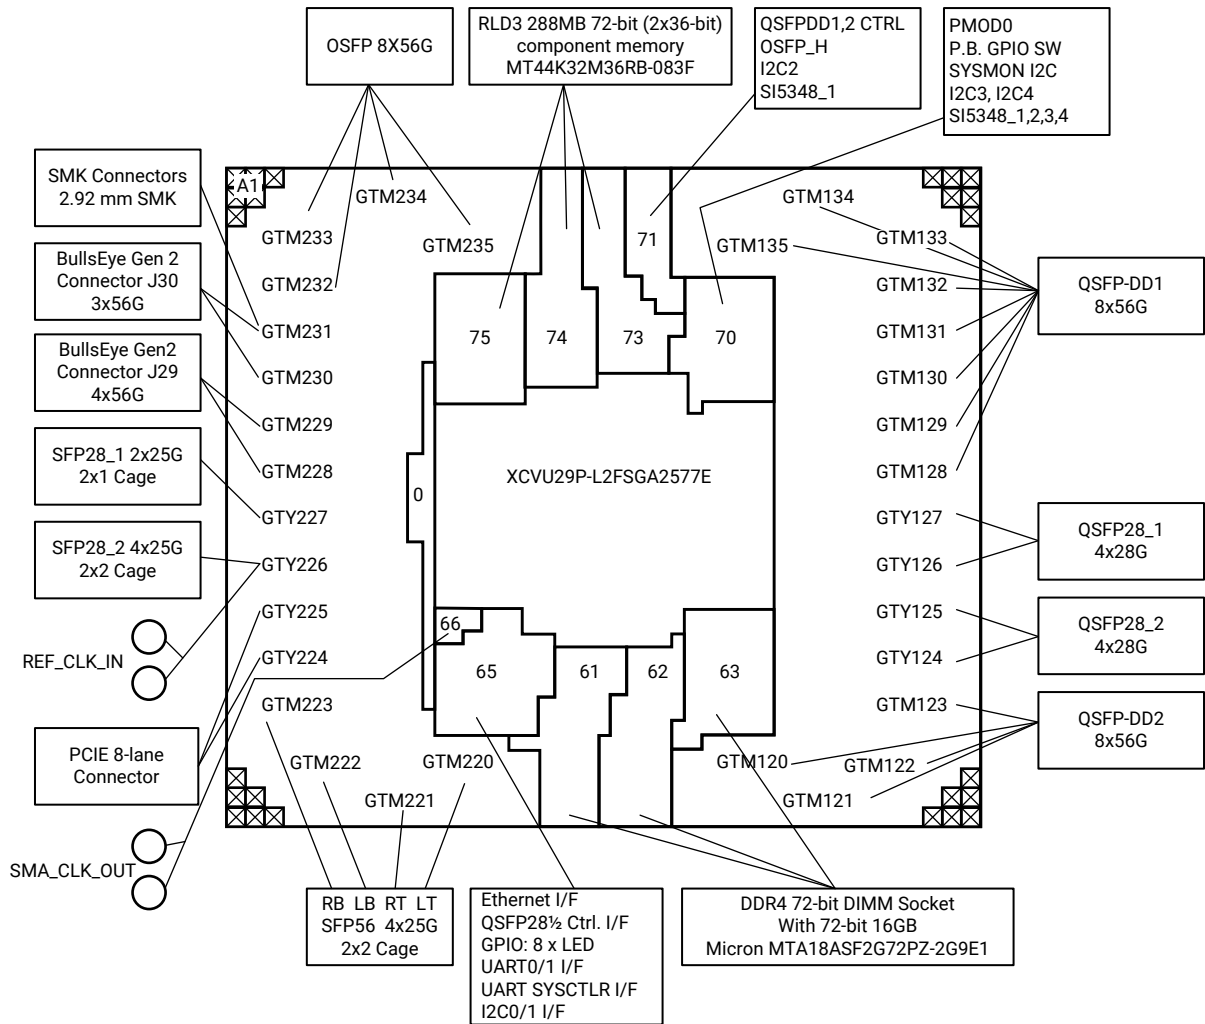 OSFP 8X56G
RLD3 288MB 72-bit (2x36-bit)
component memory
MT44K32M36RB-083F
QSFPDD1,2 CTRL
OSFP_H
I2C2
SI5348_1
PMOD0
P.B. GPIO SW
SYSMON I2C
I2C3, I2C4
SI5348_1,2,3,4
SMK Connectors
2.92 mm SMK
BullsEye Gen 2
Connector J30
3x56G
BullsEye Gen2
Connector J29
4x56G
SFP28_1 2x25G
2x1 Cage
SFP28_2 4x25G
2x2 Cage
REF_CLK_IN
PCIE 8-lane
Connector
SMA_CLK_OUT
A1
GTM234
GTM233
GTM235
GTM232
GTM231
GTM230
GTM229
GTM228
GTY227
GTY226
GTY225
GTY224
GTM223
GTM222
GTM220
GTM221
71
75
74
73
70
0
XCVU29P-L2FSGA2577E
66
65
61
62
63
GTM134
GTM133
GTM135
GTM132
GTM131
GTM130
GTM129
GTM128
GTY127
GTY126
GTY125
GTY124
GTM123
GTM120
GTM122
GTM121
QSFP-DD1
8x56G
QSFP28_1
4x28G
QSFP28_2
4x28G
QSFP-DD2
8x56G
RB LB RT LT
SFP56 4x25G
2x2 Cage
Ethernet I/F
QSFP28½ Ctrl. I/F
GPIO: 8 x LED
UART0/1 I/F
UART SYSCTLR I/F
I2C0/1 I/F
DDR4 72-bit DIMM Socket
With 72-bit 16GB
Micron MTA18ASF2G72PZ-2G9E1